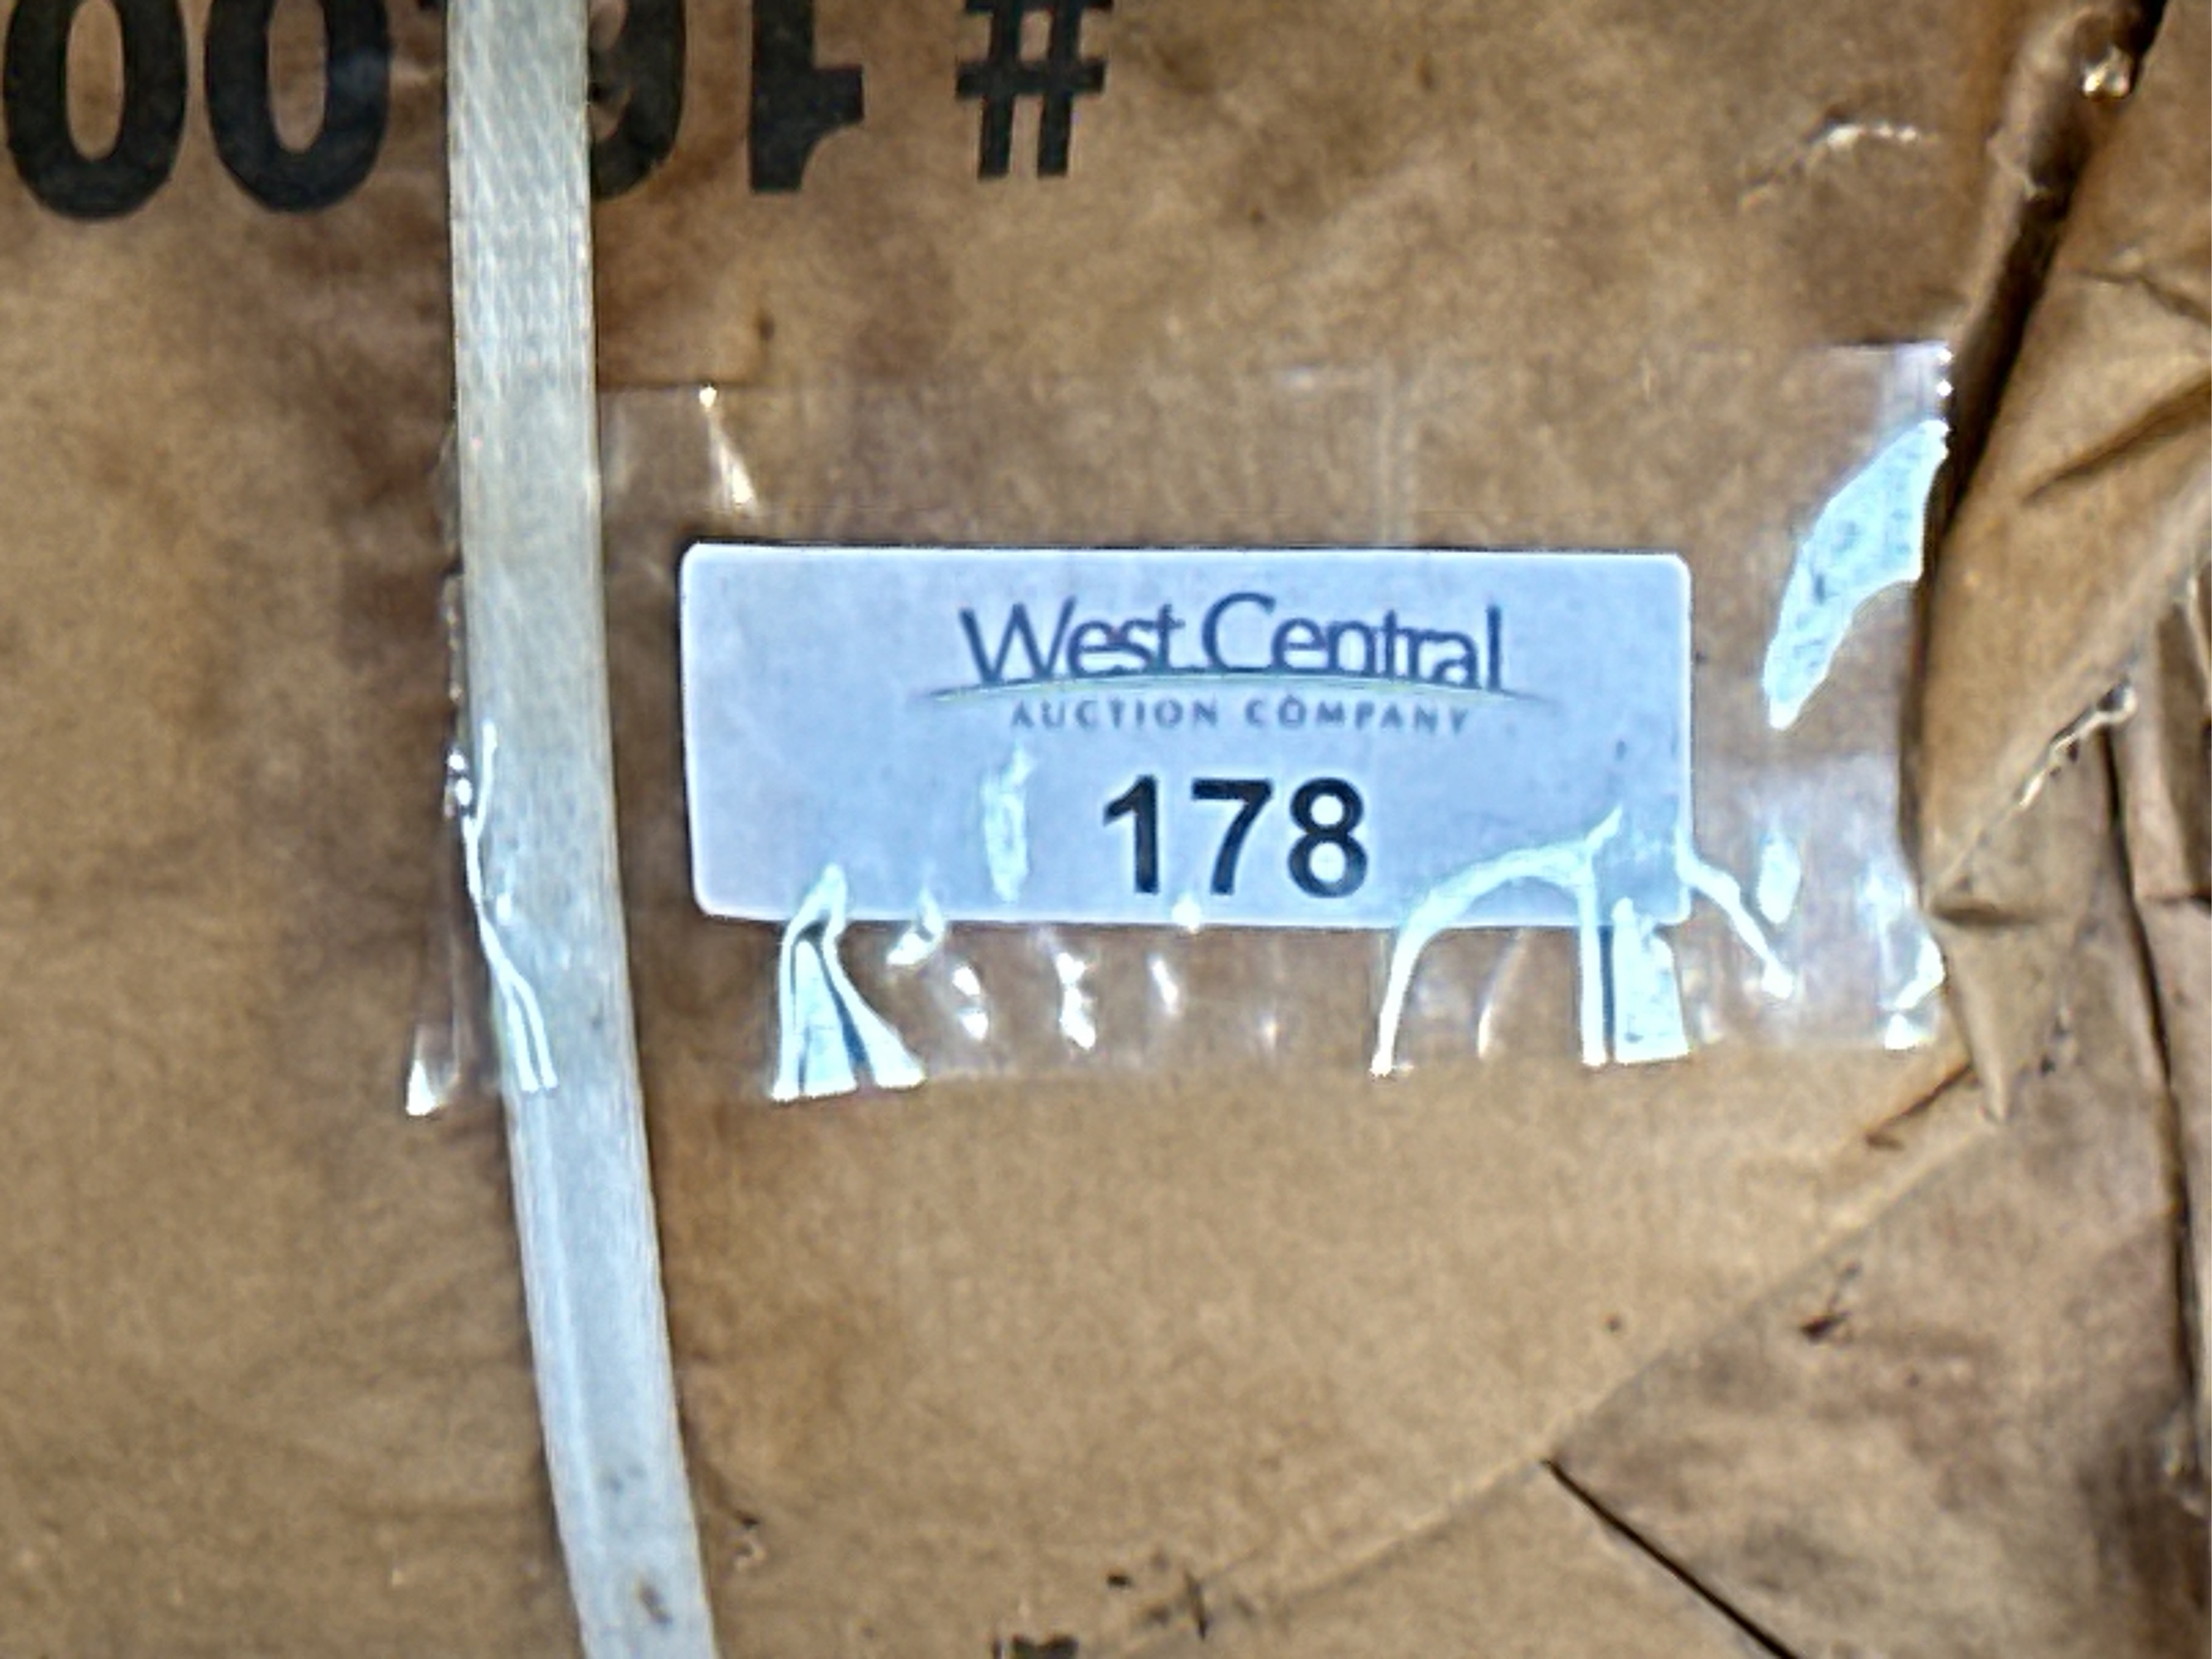 West Central
AUCTION COMPANY
178